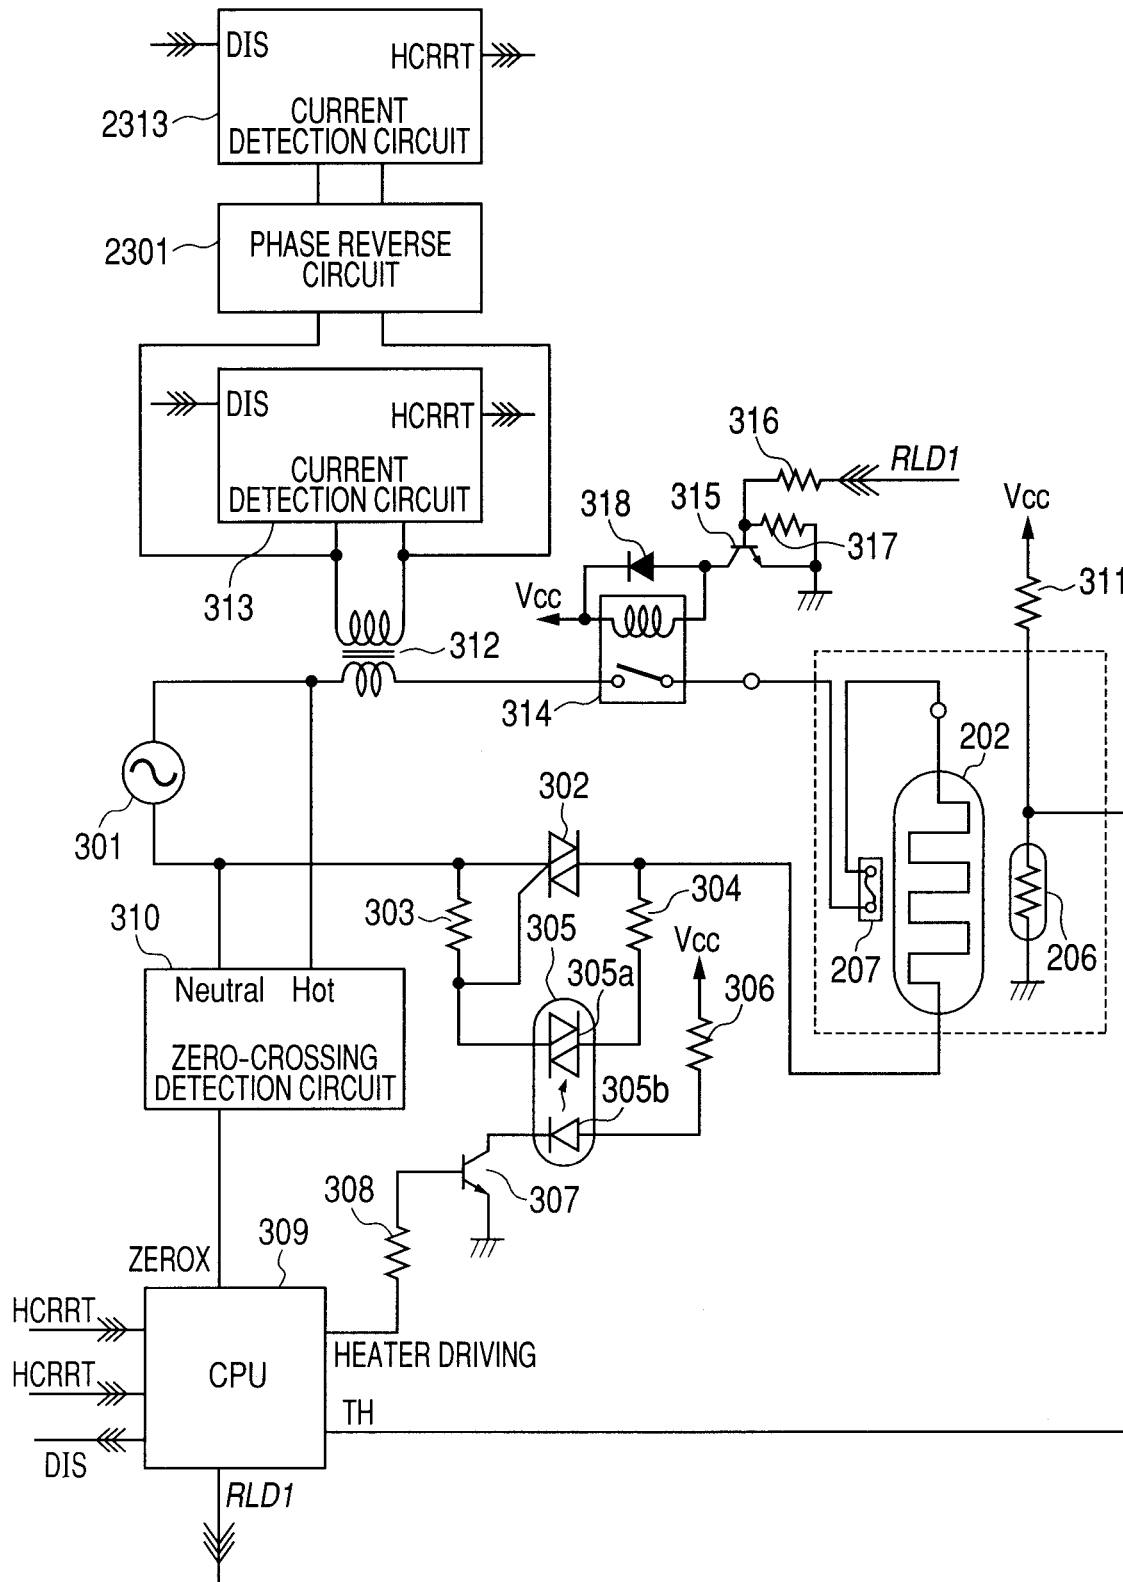 DIS
HCRRT
CURRENT
DETECTION CIRCUIT
2313
PHASE REVERSE
CIRCUIT
2301
DIS
HCRRT
CURRENT
DETECTION CIRCUIT
313
316
RLD1
315
317
318
Vcc
Vcc
311
312
314
202
301
302
303
304
305
310
Neutral Hot
ZERO-CROSSING
DETECTION CIRCUIT
305a
Vcc
306
207
206
305b
307
308
309
ZEROX
HCRRT
HCRRT
DIS
CPU
HEATER DRIVING
TH
RLD1